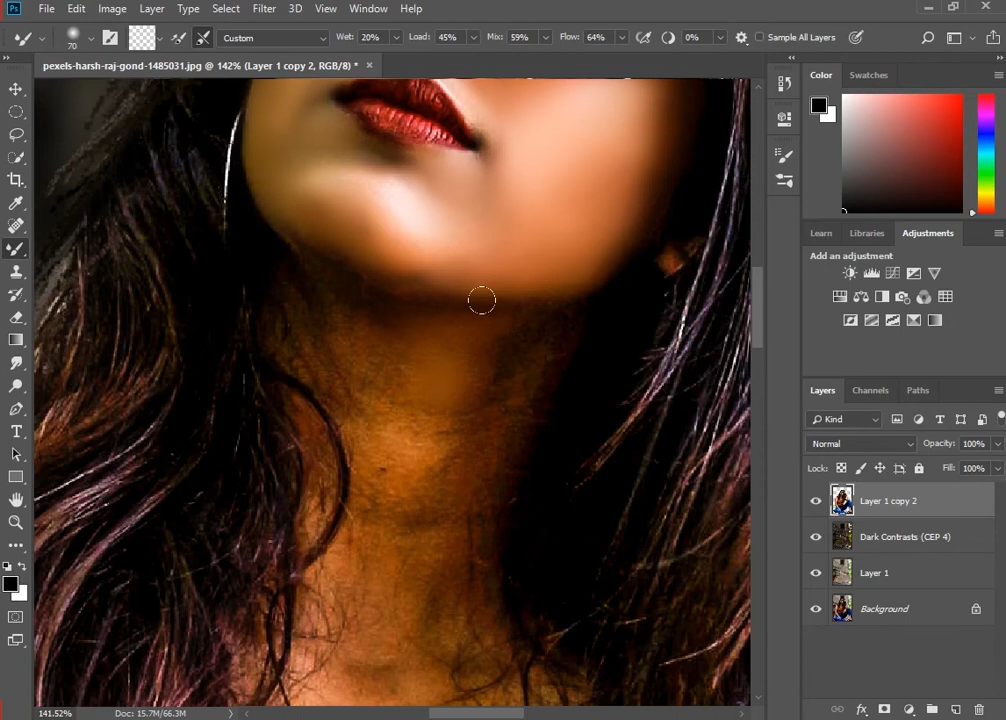 Ps File Edit Image Layer Type Select Filter 3D View Window Help
70 Custom Wet: 20% Load: 45% Mix: 59% Flow: 64% 0% Sample All Layers
pexels-harsh-raj-gond-1485031.jpg @ 142% (Layer 1 copy 2, RGB/8) *
Color Swatches
Learn Libraries Adjustments
Add an adjustment
Layers Channels Paths
Kind
Normal Opacity: 100%
Lock: Fill: 100%
Layer 1 copy 2
Dark Contrasts (CEP 4)
Layer 1
Background
141.52% Doc: 15.7M/66.3M